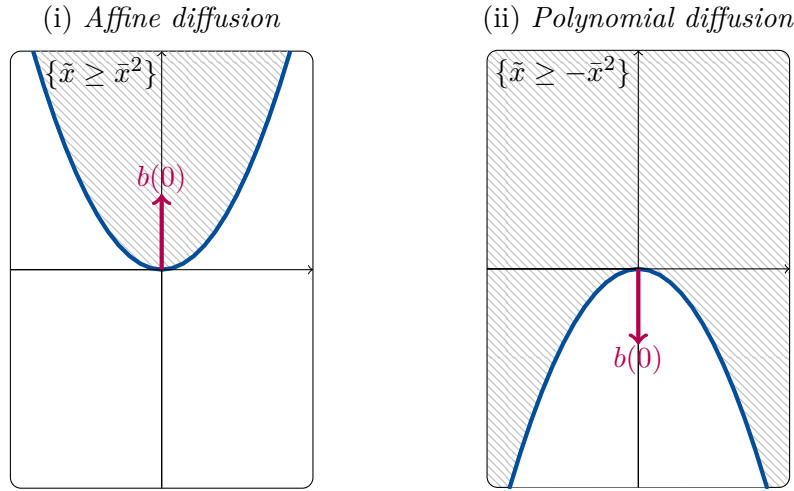 (i) Affine diffusion
{x̃ ≥ x̄²}
b(0)
(ii) Polynomial diffusion
{x̃ ≥ −x̄²}
b(0)